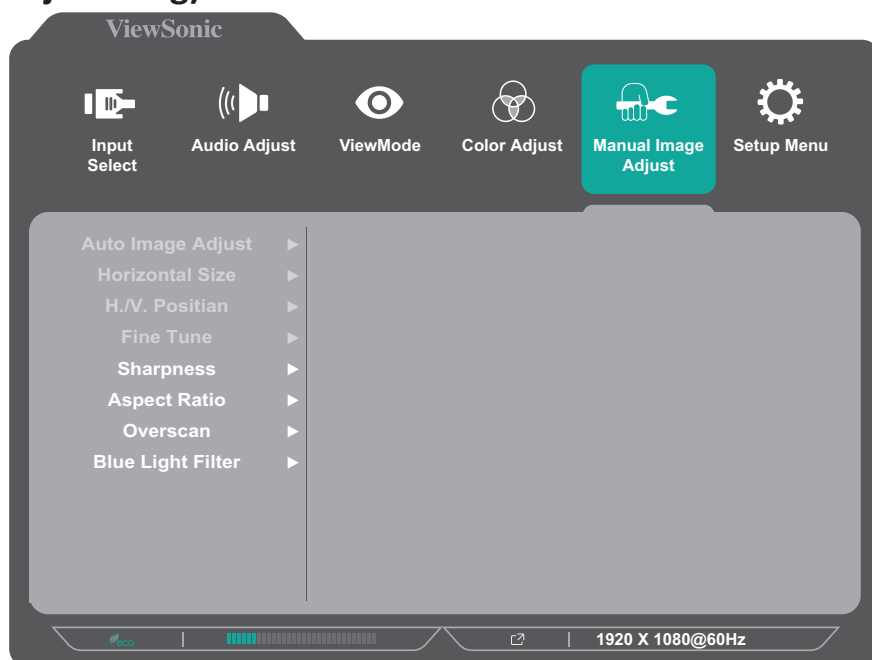 ViewSonic
Input Select
Audio Adjust
ViewMode
Color Adjust
Manual Image Adjust
Setup Menu
Auto Image Adjust
Horizontal Size
H./V. Positian
Fine Tune
Sharpness
Aspect Ratio
Overscan
Blue Light Filter
eco
1920 X 1080@60Hz